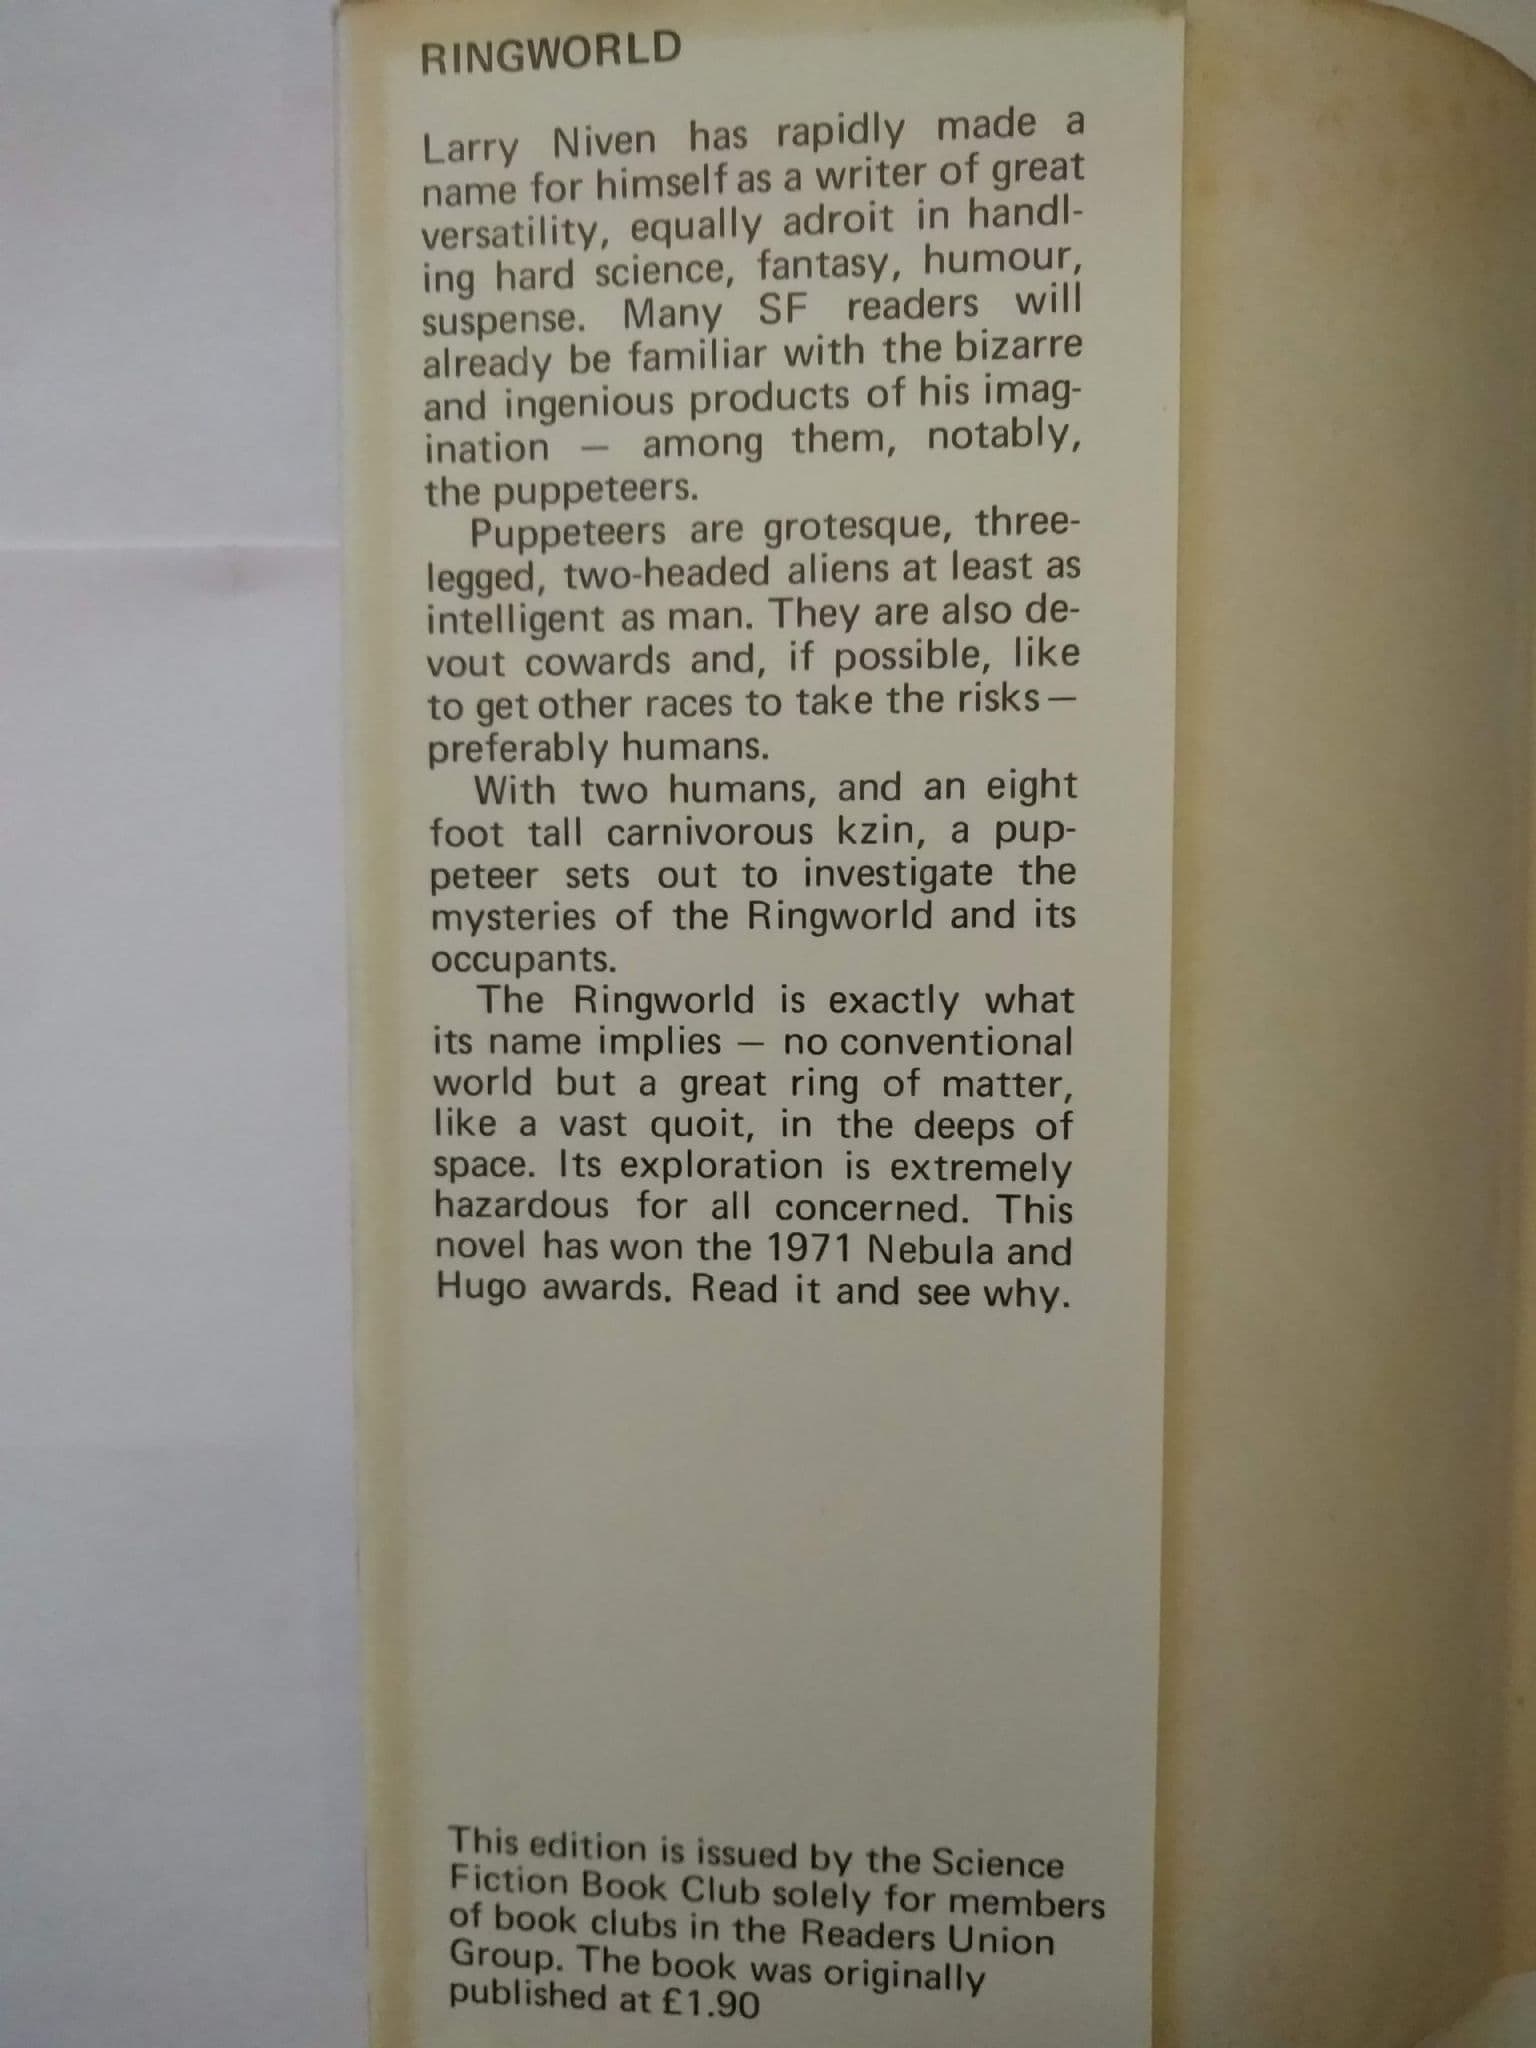 RINGWORLD
Larry Niven has rapidly made a
name for himself as a writer of great
versatility, equally adroit in handl-
ing hard science, fantasy, humour,
suspense. Many SF readers will
already be familiar with the bizarre
and ingenious products of his imag-
ination — among them, notably,
the puppeteers.
Puppeteers are grotesque, three-
legged, two-headed aliens at least as
intelligent as man. They are also de-
vout cowards and, if possible, like
to get other races to take the risks —
preferably humans.
With two humans, and an eight
foot tall carnivorous kzin, a pup-
peteer sets out to investigate the
mysteries of the Ringworld and its
occupants.
The Ringworld is exactly what
its name implies — no conventional
world but a great ring of matter,
like a vast quoit, in the deeps of
space. Its exploration is extremely
hazardous for all concerned. This
novel has won the 1971 Nebula and
Hugo awards. Read it and see why.
This edition is issued by the Science
Fiction Book Club solely for members
of book clubs in the Readers Union
Group. The book was originally
published at £1.90